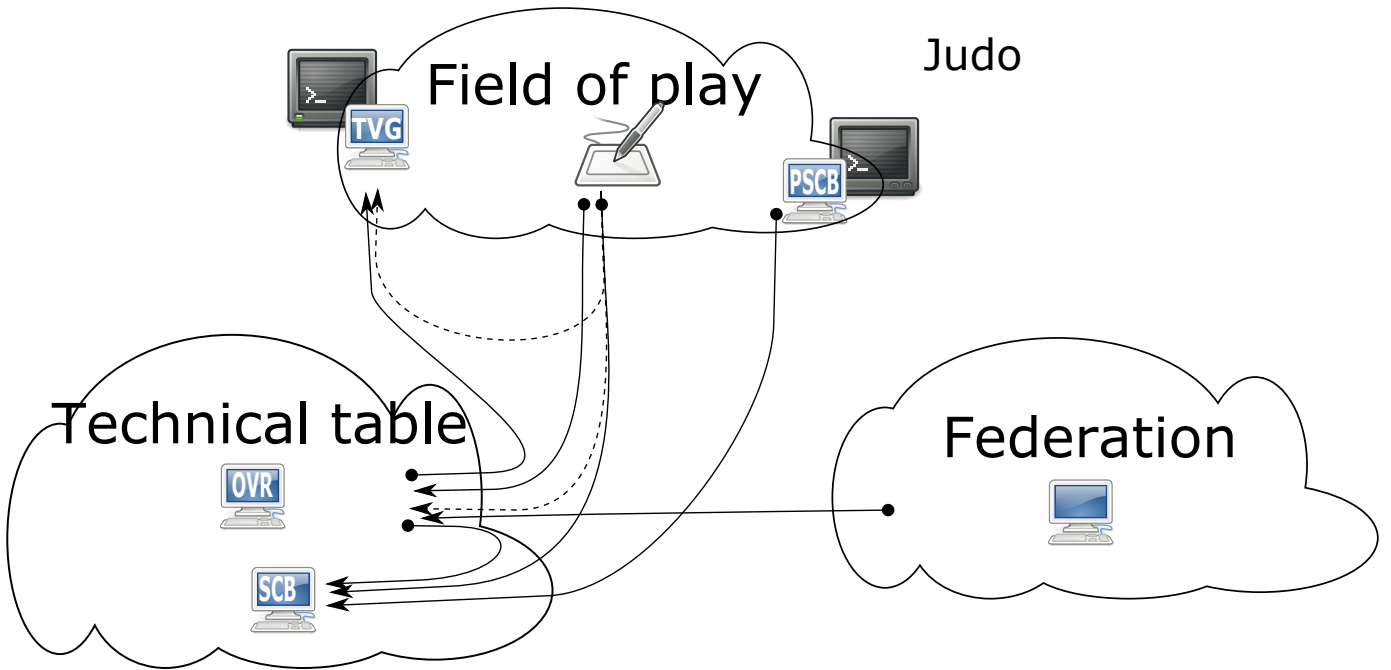 Judo
Field of play
>_
TVG
PSCB
>_
Technical table
OVR
SCB
Federation